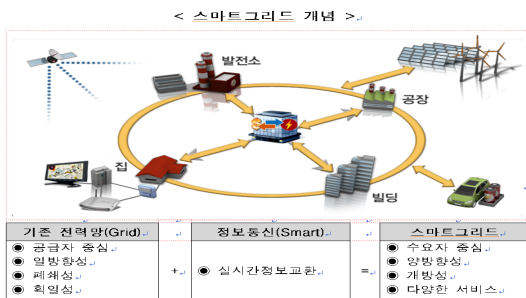 < 스마트그리드 개념 >
발전소
공장
집
빌딩
기존 전력망(Grid)
◉ 공급자 중심
◉ 일방향성
◉ 폐쇄성
◉ 획일성
+
정보통신(Smart)
◉ 실시간정보교환
=
스마트그리드
◉ 수요자 중심
◉ 양방향성
◉ 개방성
◉ 다양한 서비스